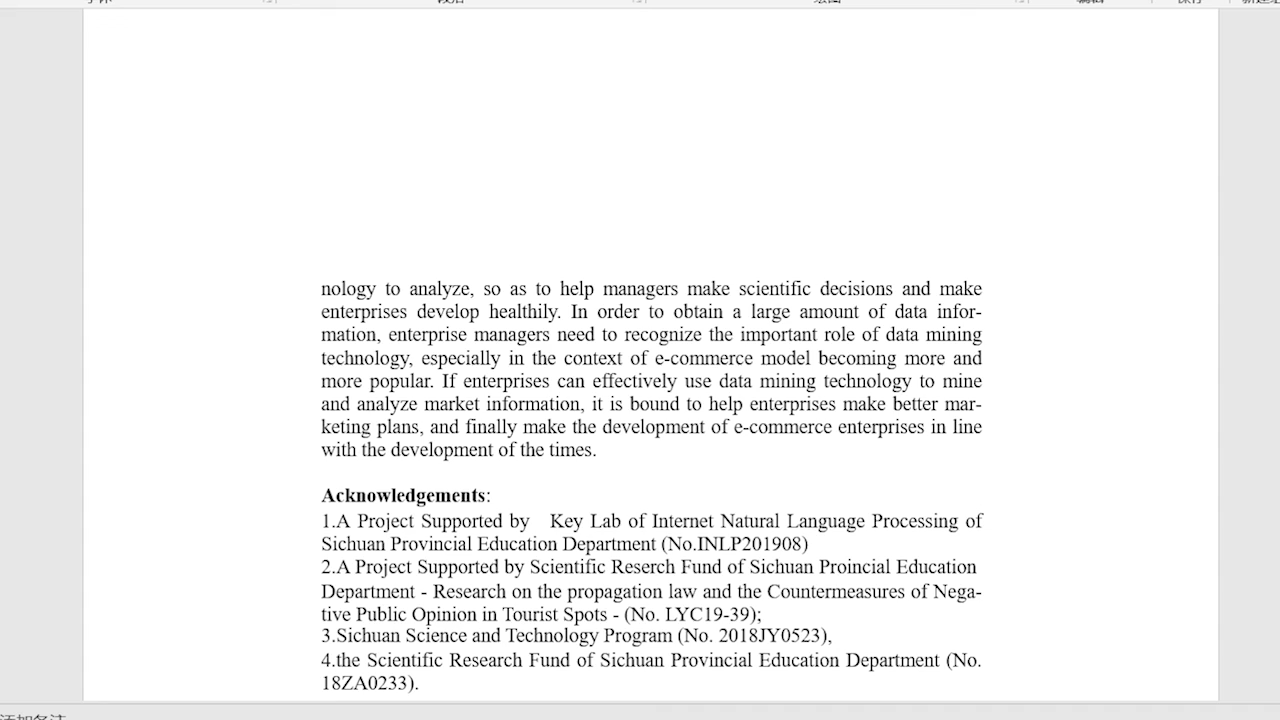 nology to analyze, so as to help managers make scientific decisions and make
enterprises develop healthily. In order to obtain a large amount of data infor-
mation, enterprise managers need to recognize the important role of data mining
technology, especially in the context of e-commerce model becoming more and
more popular. If enterprises can effectively use data mining technology to mine
and analyze market information, it is bound to help enterprises make better mar-
keting plans, and finally make the development of e-commerce enterprises in line
with the development of the times.
Acknowledgements:
1.A Project Supported by Key Lab of Internet Natural Language Processing of
Sichuan Provincial Education Department (No.INLP201908)
2.A Project Supported by Scientific Reserch Fund of Sichuan Proincial Education
Department - Research on the propagation law and the Countermeasures of Nega-
tive Public Opinion in Tourist Spots - (No. LYC19-39);
3.Sichuan Science and Technology Program (No. 2018JY0523),
4.the Scientific Research Fund of Sichuan Provincial Education Department (No.
18ZA0233).